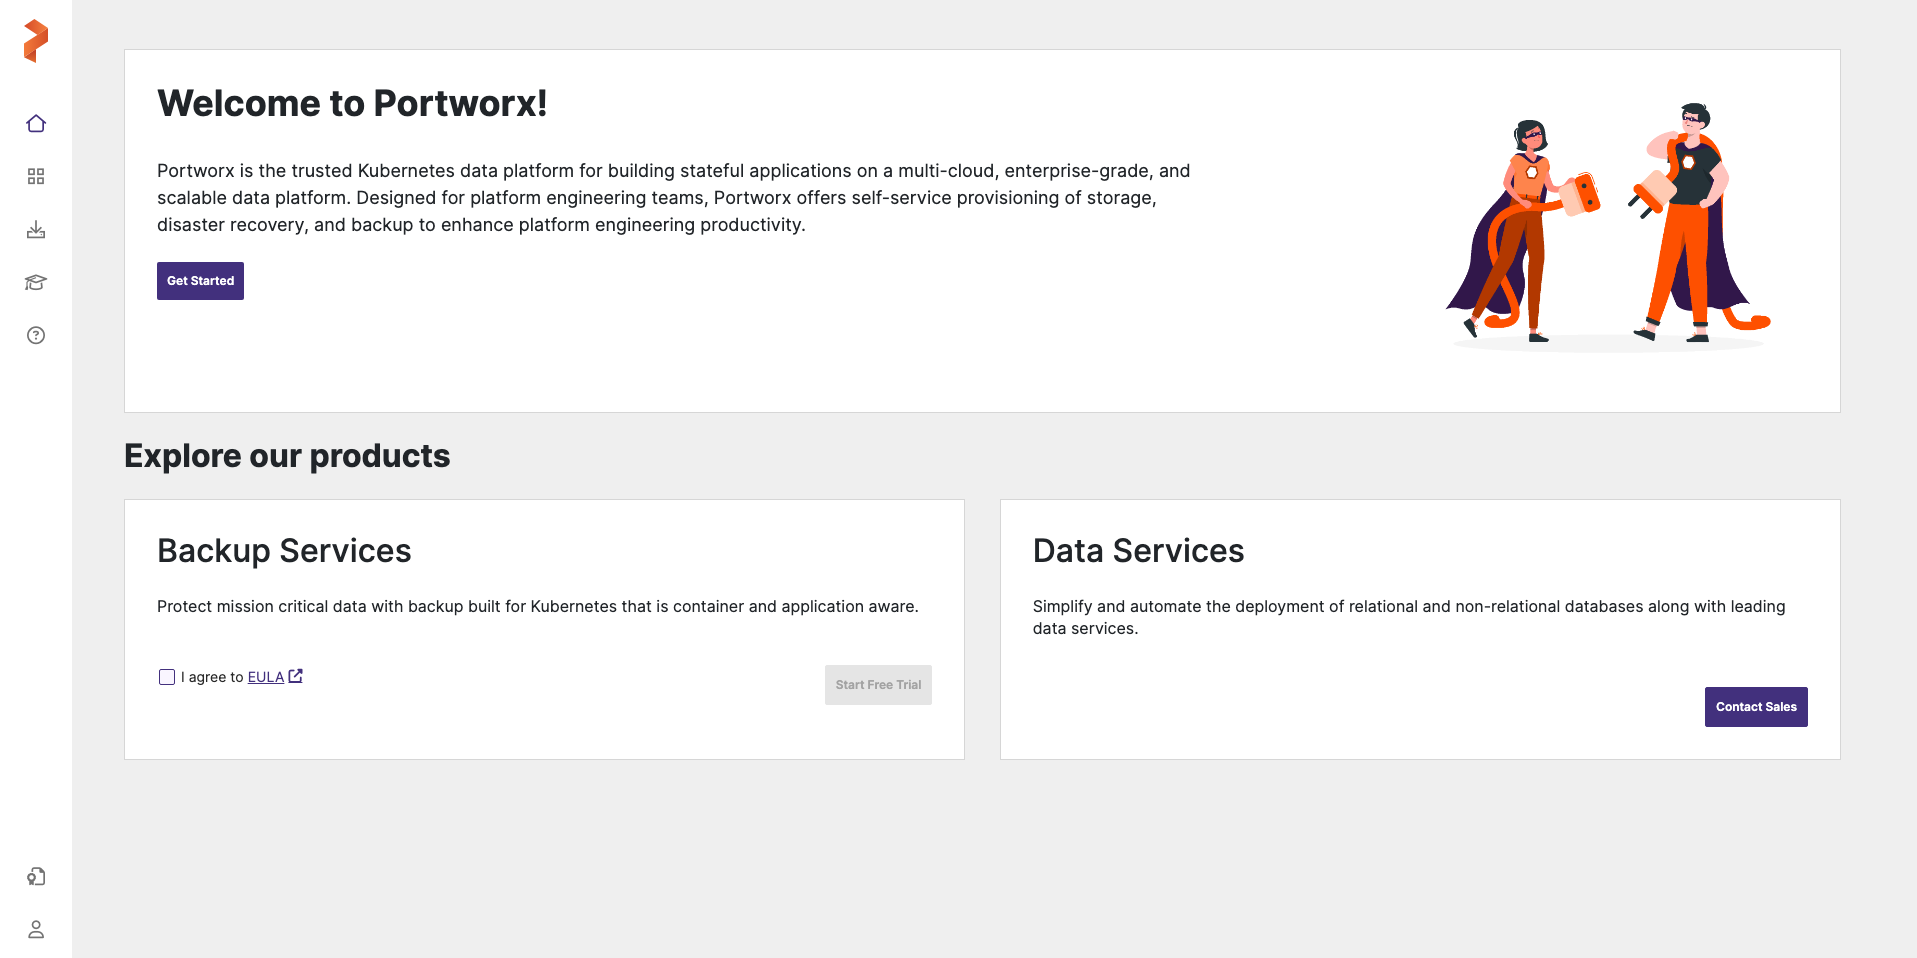 Welcome to Portworx!
Portworx is the trusted Kubernetes data platform for building stateful applications on a multi-cloud, enterprise-grade, and
scalable data platform. Designed for platform engineering teams, Portworx offers self-service provisioning of storage,
disaster recovery, and backup to enhance platform engineering productivity.
Get Started
Explore our products
Backup Services
Protect mission critical data with backup built for Kubernetes that is container and application aware.
I agree to EULA
Start Free Trial
Data Services
Simplify and automate the deployment of relational and non-relational databases along with leading
data services.
Contact Sales